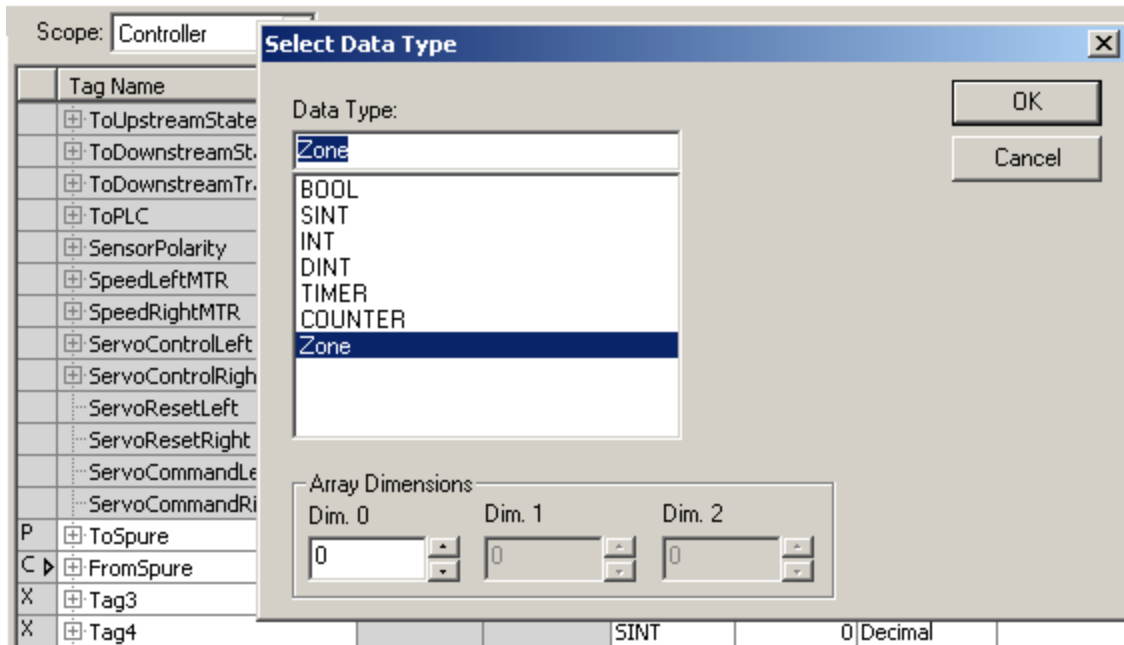 Scope: Controller
Select Data Type
Tag Name
ToUpstreamState
ToDownstreamSt
ToDownstreamTr
ToPLC
SensorPolarity
SpeedLeftMTR
SpeedRightMTR
ServoControlLeft
ServoControlRigh
ServoResetLeft
ServoResetRight
ServoCommandLe
ServoCommandRi
P ToSpure
C FromSpure
X Tag3
X Tag4 SINT 0 Decimal
Data Type:
Zone
BOOL
SINT
INT
DINT
TIMER
COUNTER
Zone
OK
Cancel
Array Dimensions
Dim. 0 Dim. 1 Dim. 2
0 0 0